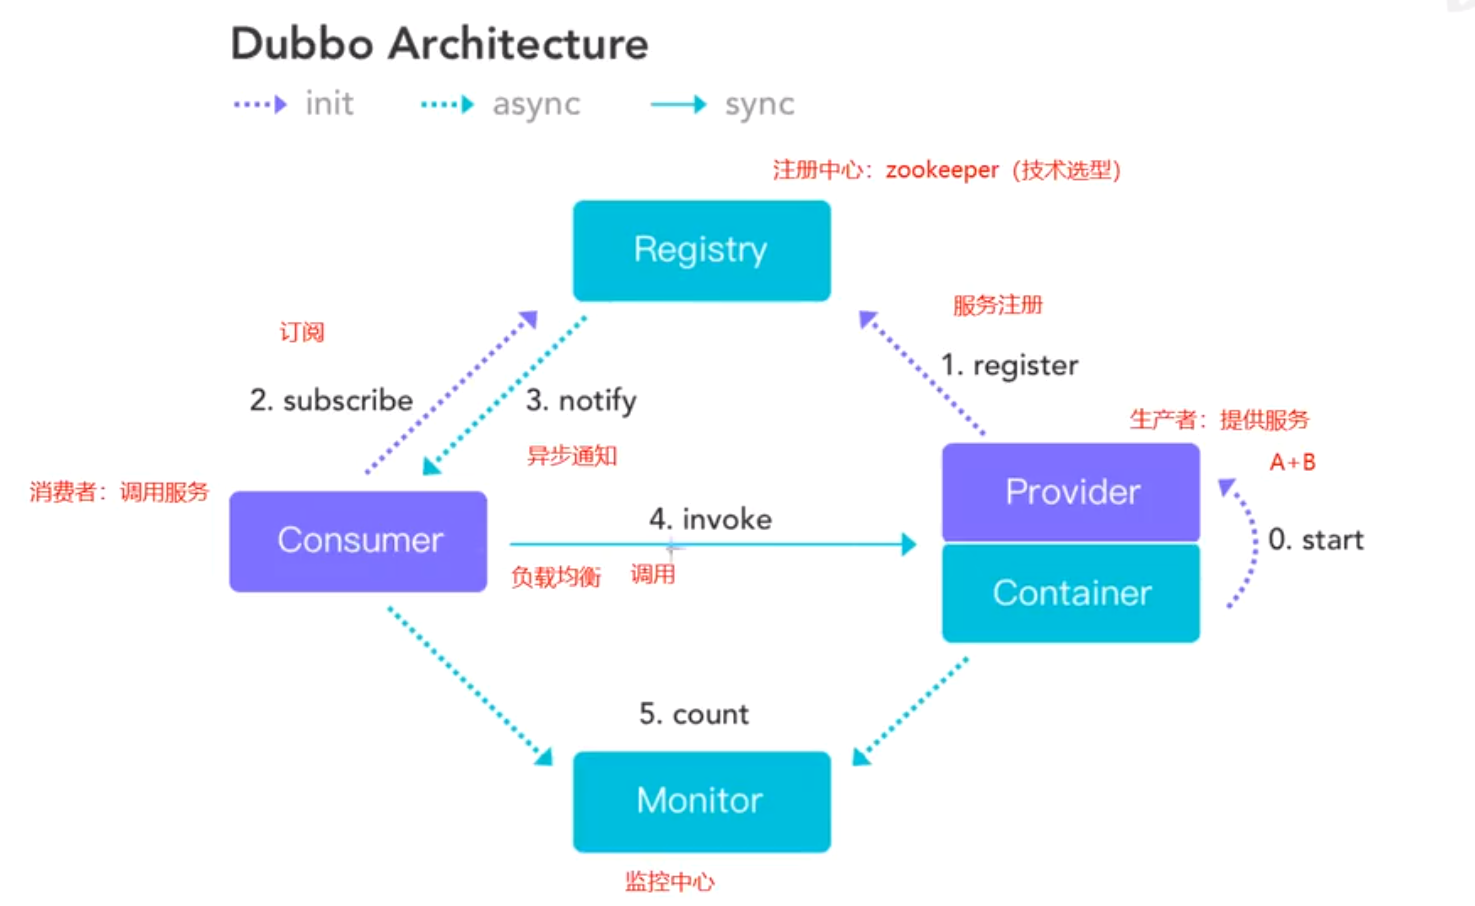 Dubbo Architecture
init async sync
注册中心：zookeeper（技术选型）
Registry
服务注册
订阅
1. register
2. subscribe
3. notify
生产者：提供服务
异步通知
A+B
消费者：调用服务
Provider
4. invoke
Consumer
0. start
负载均衡 调用
Container
5. count
Monitor
监控中心